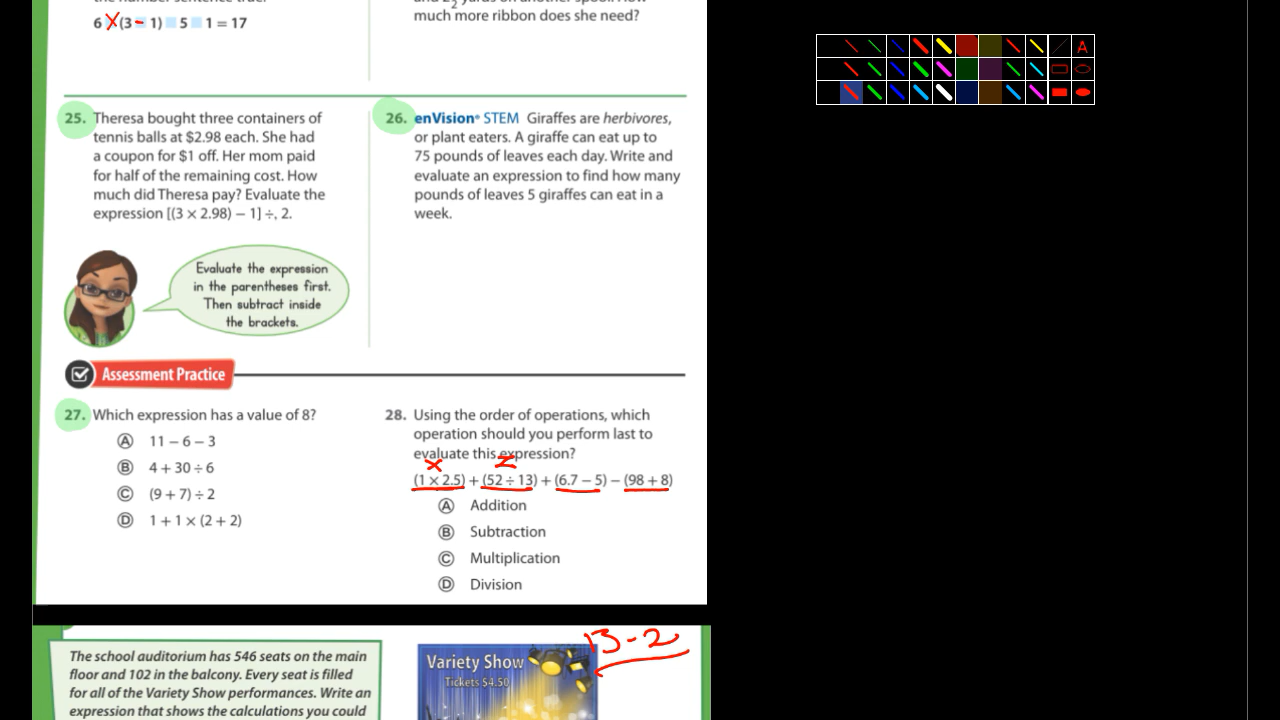 the number sentence true.
6 × (3 - 1) 5 1 = 17
much more ribbon does she need?
25. Theresa bought three containers of
tennis balls at $2.98 each. She had
a coupon for $1 off. Her mom paid
for half of the remaining cost. How
much did Theresa pay? Evaluate the
expression [(3 × 2.98) − 1] ÷, 2.
Evaluate the expression
in the parentheses first.
Then subtract inside
the brackets.
26. enVision® STEM Giraffes are herbivores,
or plant eaters. A giraffe can eat up to
75 pounds of leaves each day. Write and
evaluate an expression to find how many
pounds of leaves 5 giraffes can eat in a
week.
Assessment Practice
27. Which expression has a value of 8?
Ⓐ 11 − 6 − 3
Ⓑ 4 + 30 ÷ 6
Ⓒ (9 + 7) ÷ 2
Ⓓ 1 + 1 × (2 + 2)
28. Using the order of operations, which
operation should you perform last to
evaluate this expression?
(1 × 2.5) + (52 ÷ 13) + (6.7 − 5) − (98 + 8)
Ⓐ Addition
Ⓑ Subtraction
Ⓒ Multiplication
Ⓓ Division
13-2
The school auditorium has 546 seats on the main
floor and 102 in the balcony. Every seat is filled
for all of the Variety Show performances. Write an
expression that shows the calculations you could
Variety Show
Tickets $4.50
A